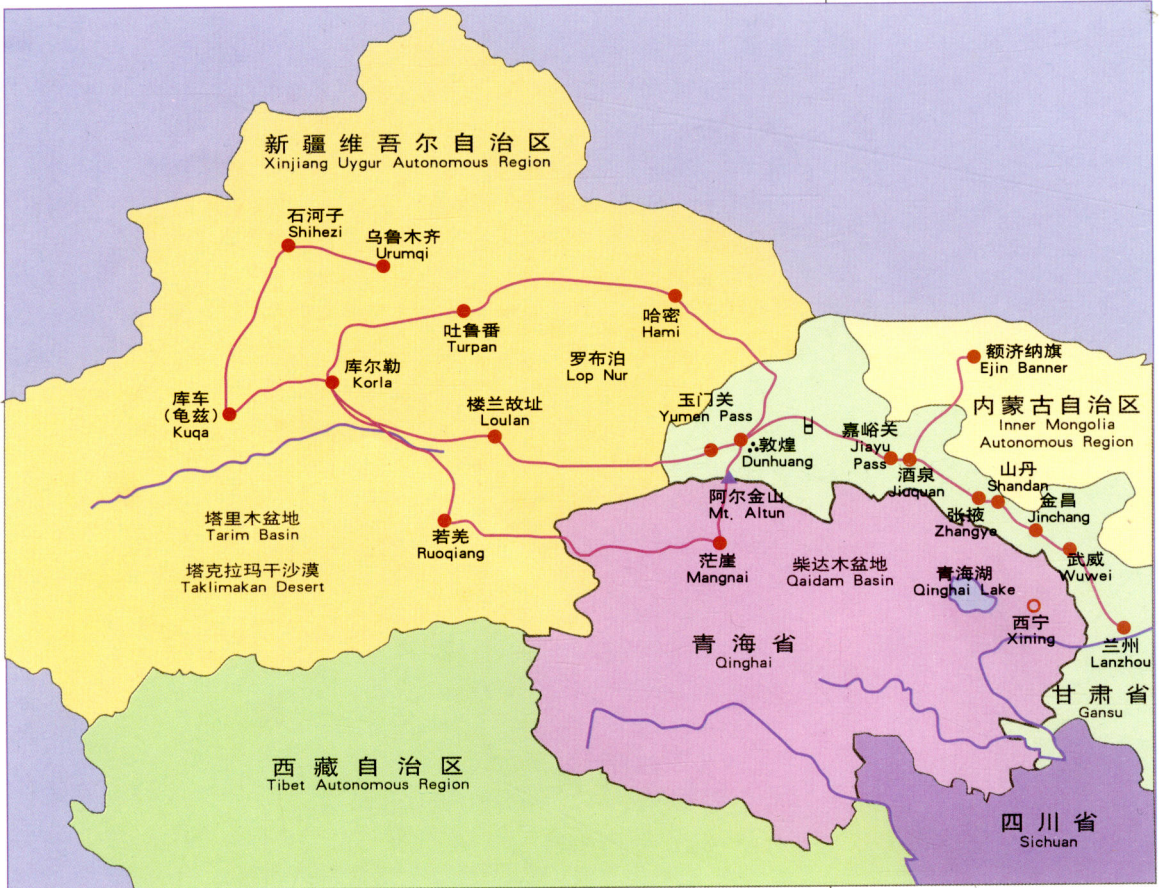 新疆维吾尔自治区
Xinjiang Uygur Autonomous Region
石河子
Shihezi
乌鲁木齐
Urumqi
吐鲁番
Turpan
哈密
Hami
罗布泊
Lop Nur
库尔勒
Korla
库车
(龟兹)
Kuqa
楼兰故址
Loulan
玉门关
Yumen Pass
敦煌
Dunhuang
嘉峪关
Jiayu
Pass
酒泉
Jiuquan
额济纳旗
Ejin Banner
内蒙古自治区
Inner Mongolia
Autonomous Region
山丹
Shandan
金昌
Jinchang
张掖
Zhangye
武威
Wuwei
阿尔金山
Mt. Altun
塔里木盆地
Tarim Basin
若羌
Ruoqiang
茫崖
Mangnai
柴达木盆地
Qaidam Basin
青海湖
Qinghai Lake
塔克拉玛干沙漠
Taklimakan Desert
西宁
Xining
兰州
Lanzhou
青海省
Qinghai
甘肃省
Gansu
西藏自治区
Tibet Autonomous Region
四川省
Sichuan